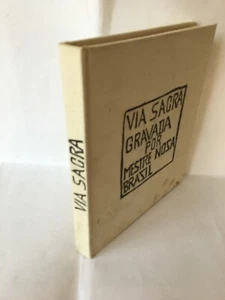 VIA SACRA
VIA SACRA
GRAVADA
POR
MESTRE NOSA
BRASIL